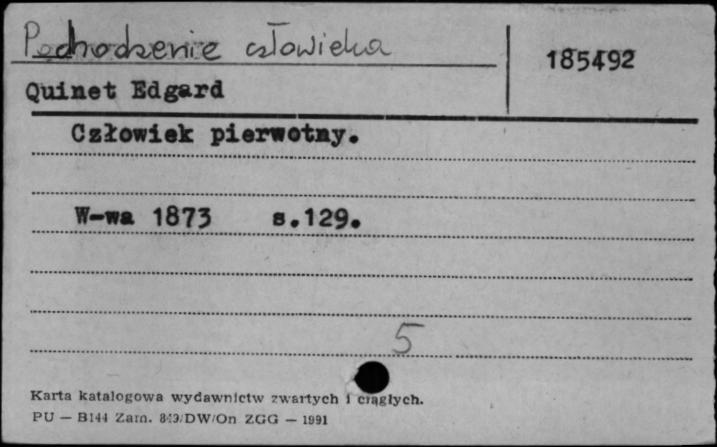 Pochodzenie człowieka
185492
Quinet Edgard
Człowiek pierwotny.
W-wa 1873 s.129.
5
Karta katalogowa wydawnictw zwartych i ciągłych.
PU — B144 Zam. 849/DW/On ZGG — 1991